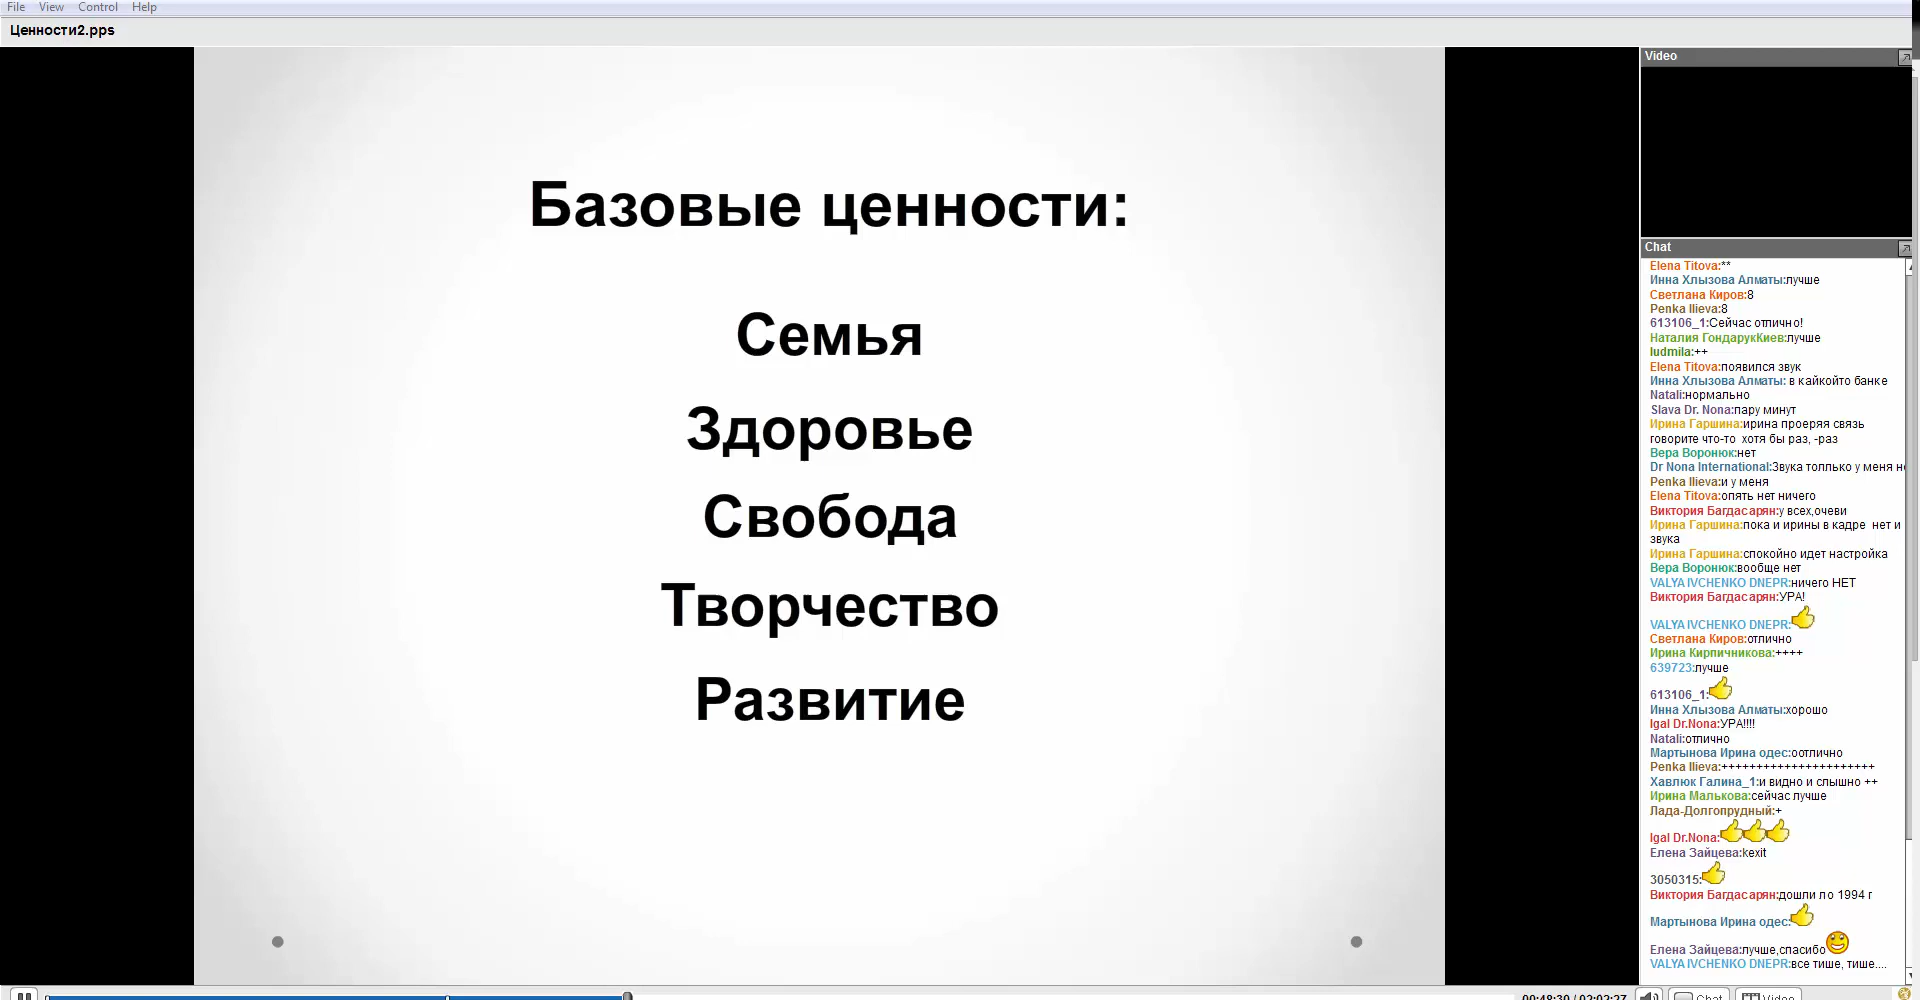 File View Control Help
Ценности2.pps
Базовые ценности:
Семья
Здоровье
Свобода
Творчество
Развитие
Video
Chat
Elena Titova:**
Инна Хлызова Алматы:лучше
Светлана Киров:8
Penka Ilieva:8
613106_1:Сейчас отлично!
Наталия ГондарукКиев:лучше
ludmila:++
Elena Titova:появился звук
Инна Хлызова Алматы: в кайкойто банке
Natali:нормально
Slava Dr. Nona:пару минут
Ирина Гаршина:ирина проеряя связь
говорите что-то хотя бы раз, -раз
Вера Воронюк:нет
Dr Nona International:Звука толлько у меня
Penka Ilieva:и у меня
Elena Titova:опять нет ничего
Виктория Багдасарян:у всех,очеви
Ирина Гаршина:пока и ирины в кадре нет и
звука
Ирина Гаршина:спокойно идет настройка
Вера Воронюк:вообще нет
VALYA IVCHENKO DNEPR:ничего НЕТ
Виктория Багдасарян:УРА!
VALYA IVCHENKO DNEPR:
Светлана Киров:отлично
Ирина Кирпичникова:++++
639723:лучше
613106_1:
Инна Хлызова Алматы:хорошо
Igal Dr.Nona:УРА!!!!
Natali:отлично
Мартынова Ирина одес:оотлично
Penka Ilieva:++++++++++++++++++++++
Хавлюк Галина_1:и видно и слышно ++
Ирина Малькова:сейчас лучше
Лада-Долгопрудный:+
Igal Dr.Nona:
Елена Зайцева:kexit
3050315:
Виктория Багдасарян:дошли ло 1994 г
Мартынова Ирина одес:
Елена Зайцева:лучше,спасибо
VALYA IVCHENKO DNEPR:все тише, тише....
00:48:30 / 02:02:27 Chat Video